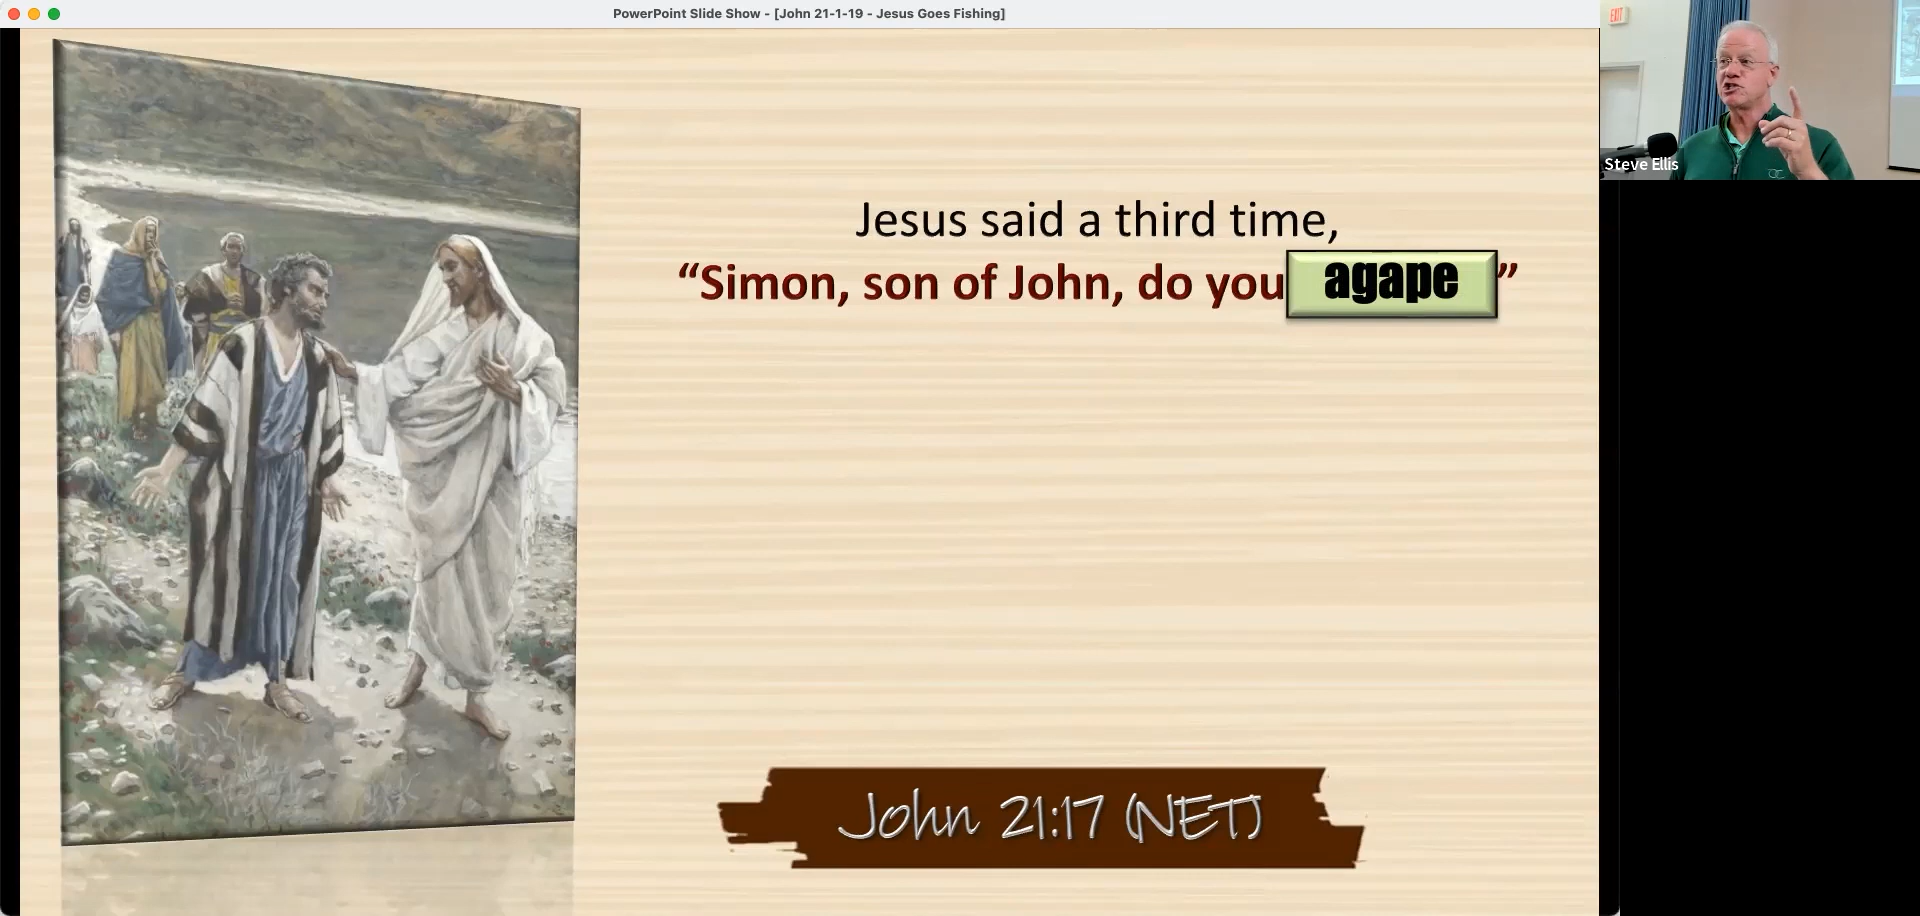 PowerPoint Slide Show - [John 21-1-19 - Jesus Goes Fishing]
EXIT
Steve Ellis
Jesus said a third time,
“Simon, son of John, do you agape ”
John 21:17 (NET)